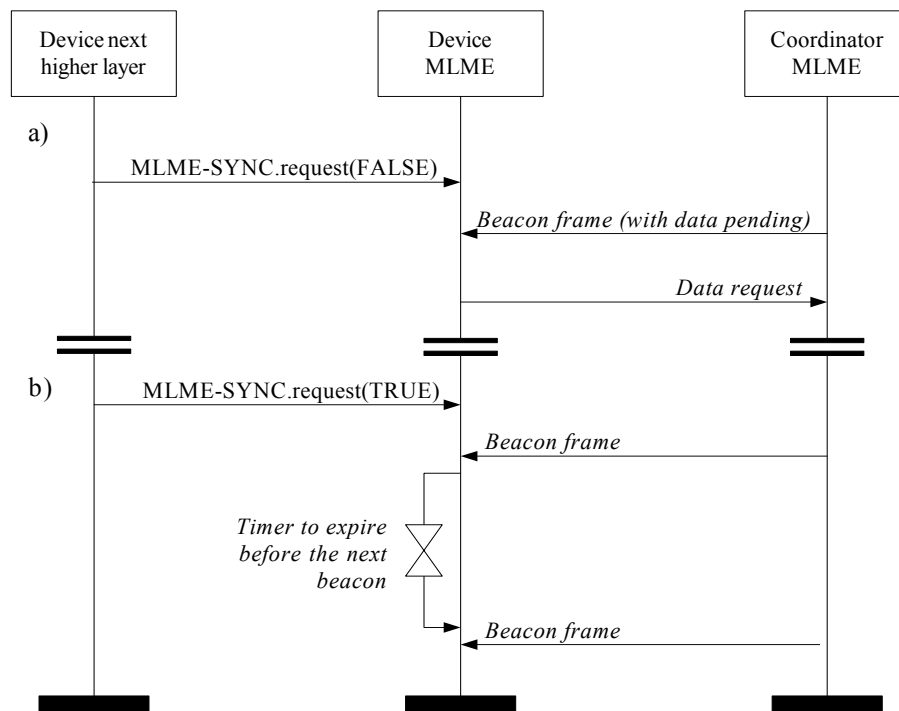 Device next
higher layer
Device
MLME
Coordinator
MLME
a)
MLME-SYNC.request(FALSE)
Beacon frame (with data pending)
Data request
b)
MLME-SYNC.request(TRUE)
Beacon frame
Timer to expire
before the next
beacon
Beacon frame